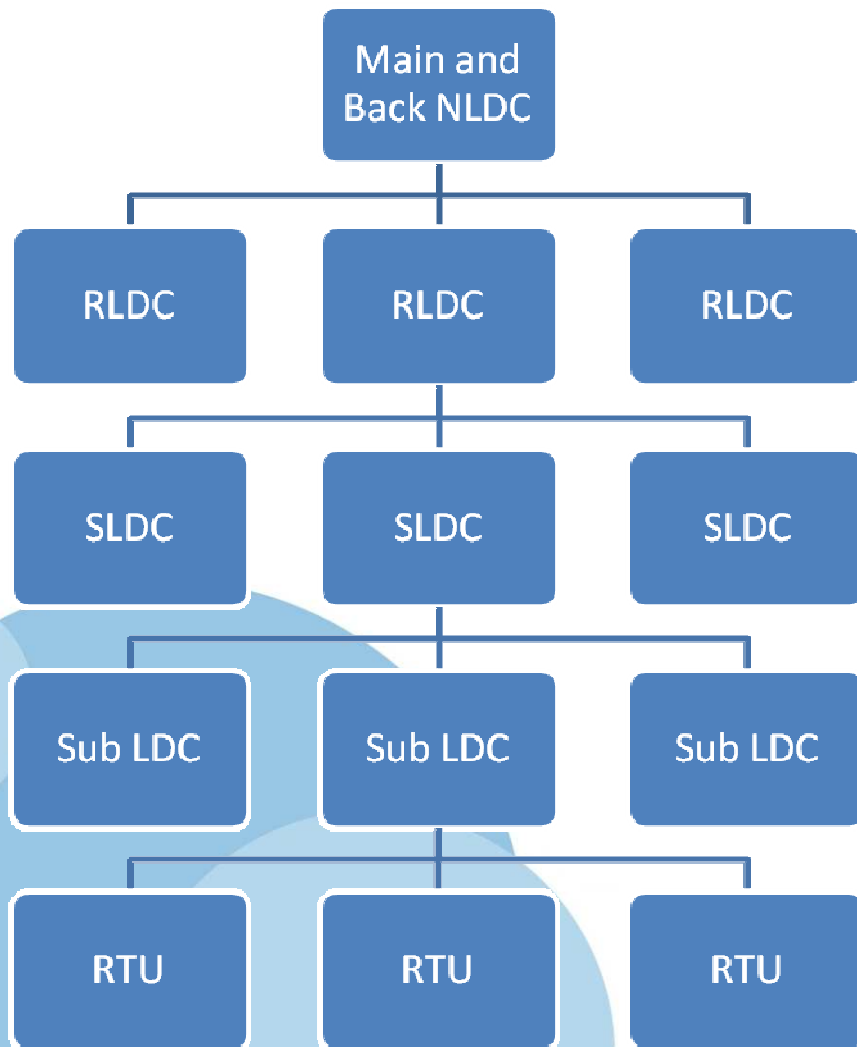 Main and
Back NLDC
RLDC
RLDC
RLDC
SLDC
SLDC
SLDC
Sub LDC
Sub LDC
Sub LDC
RTU
RTU
RTU